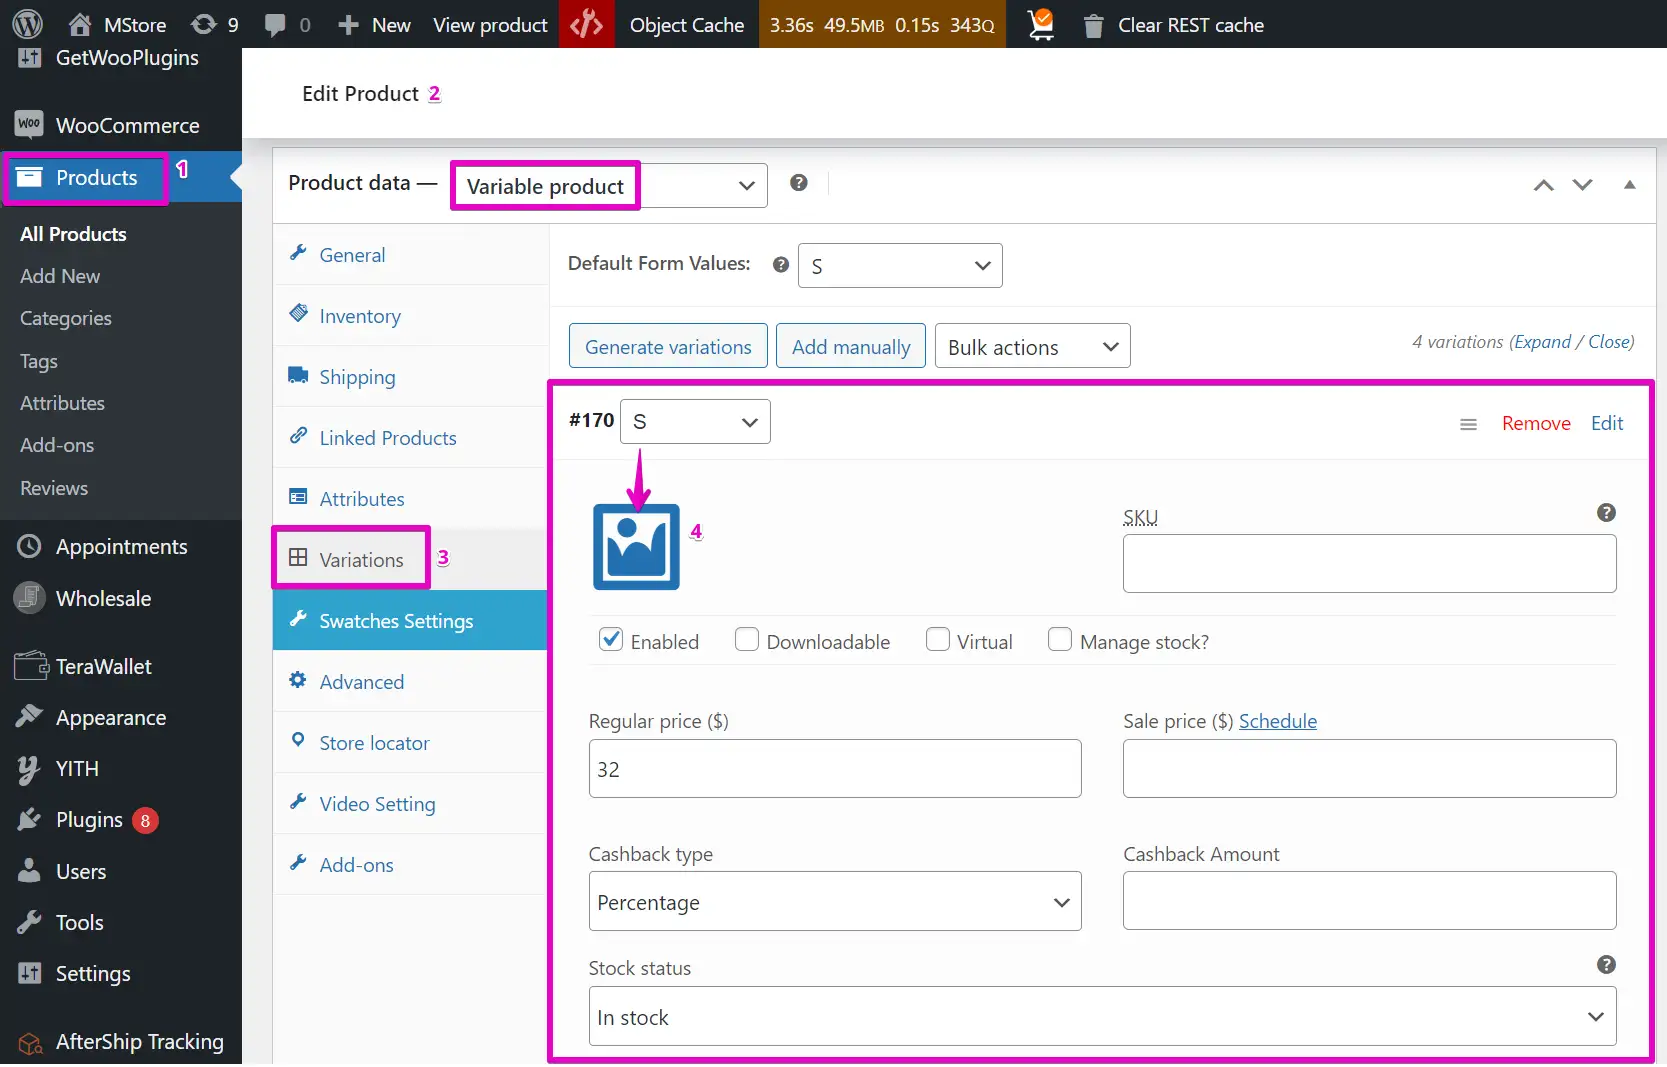 MStore 9 0 New View product Object Cache 3.36s 49.5MB 0.15s 343Q Clear REST cache
GetWooPlugins
WooCommerce
Products 1
All Products
Add New
Categories
Tags
Attributes
Add-ons
Reviews
Appointments
Wholesale
TeraWallet
Appearance
YITH
Plugins 8
Users
Tools
Settings
AfterShip Tracking
Edit Product 2
Product data — Variable product
General
Inventory
Shipping
Linked Products
Attributes
Variations 3
Swatches Settings
Advanced
Store locator
Video Setting
Add-ons
Default Form Values: S
Generate variations Add manually Bulk actions 4 variations (Expand / Close)
#170 S Remove Edit
4
SKU
Enabled Downloadable Virtual Manage stock?
Regular price ($) Sale price ($) Schedule
32
Cashback type Cashback Amount
Percentage
Stock status
In stock